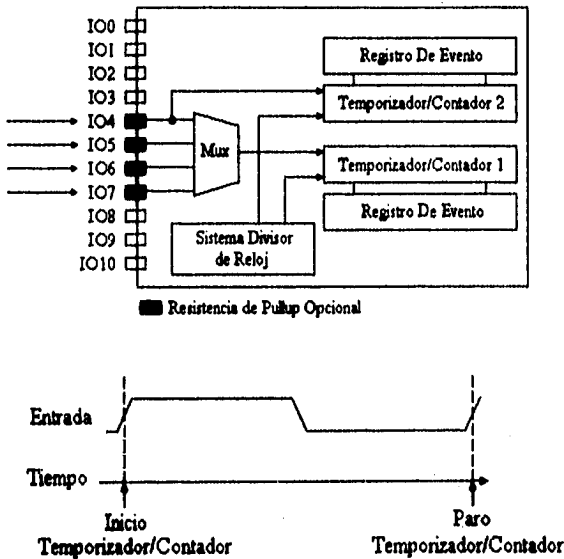 IO0
IO1
IO2
IO3
IO4
IO5
IO6
IO7
IO8
IO9
IO10
Mux
Registro De Evento
Temporizador/Contador 2
Temporizador/Contador 1
Registro De Evento
Sistema Divisor
de Reloj
Resistencia de Pullup Opcional
Entrada
Tiempo
Inicio
Temporizador/Contador
Paro
Temporizador/Contador